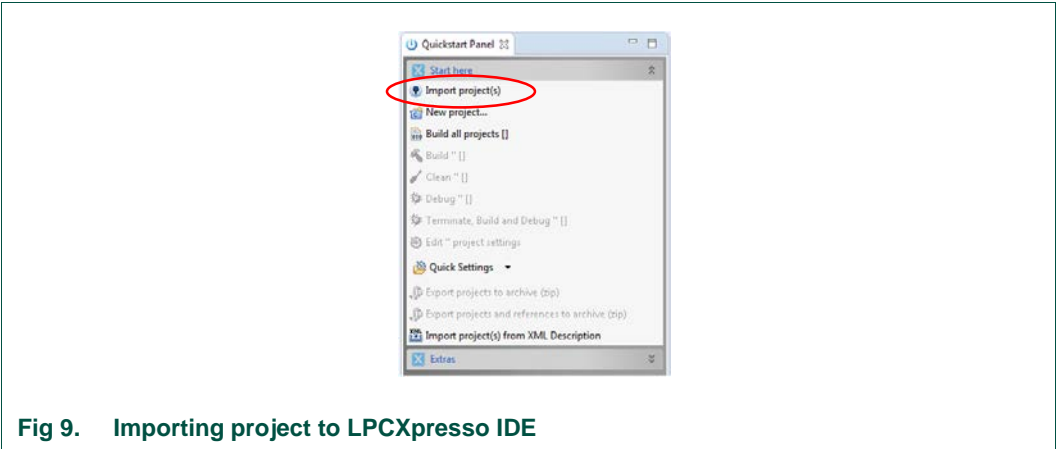 Quickstart Panel
Start here
Import project(s)
New project...
Build all projects []
Build '' []
Clean '' []
Debug '' []
Terminate, Build and Debug '' []
Edit '' project settings
Quick Settings
Export projects to archive (zip)
Export projects and references to archive (zip)
Import project(s) from XML Description
Extras
Fig 9. Importing project to LPCXpresso IDE